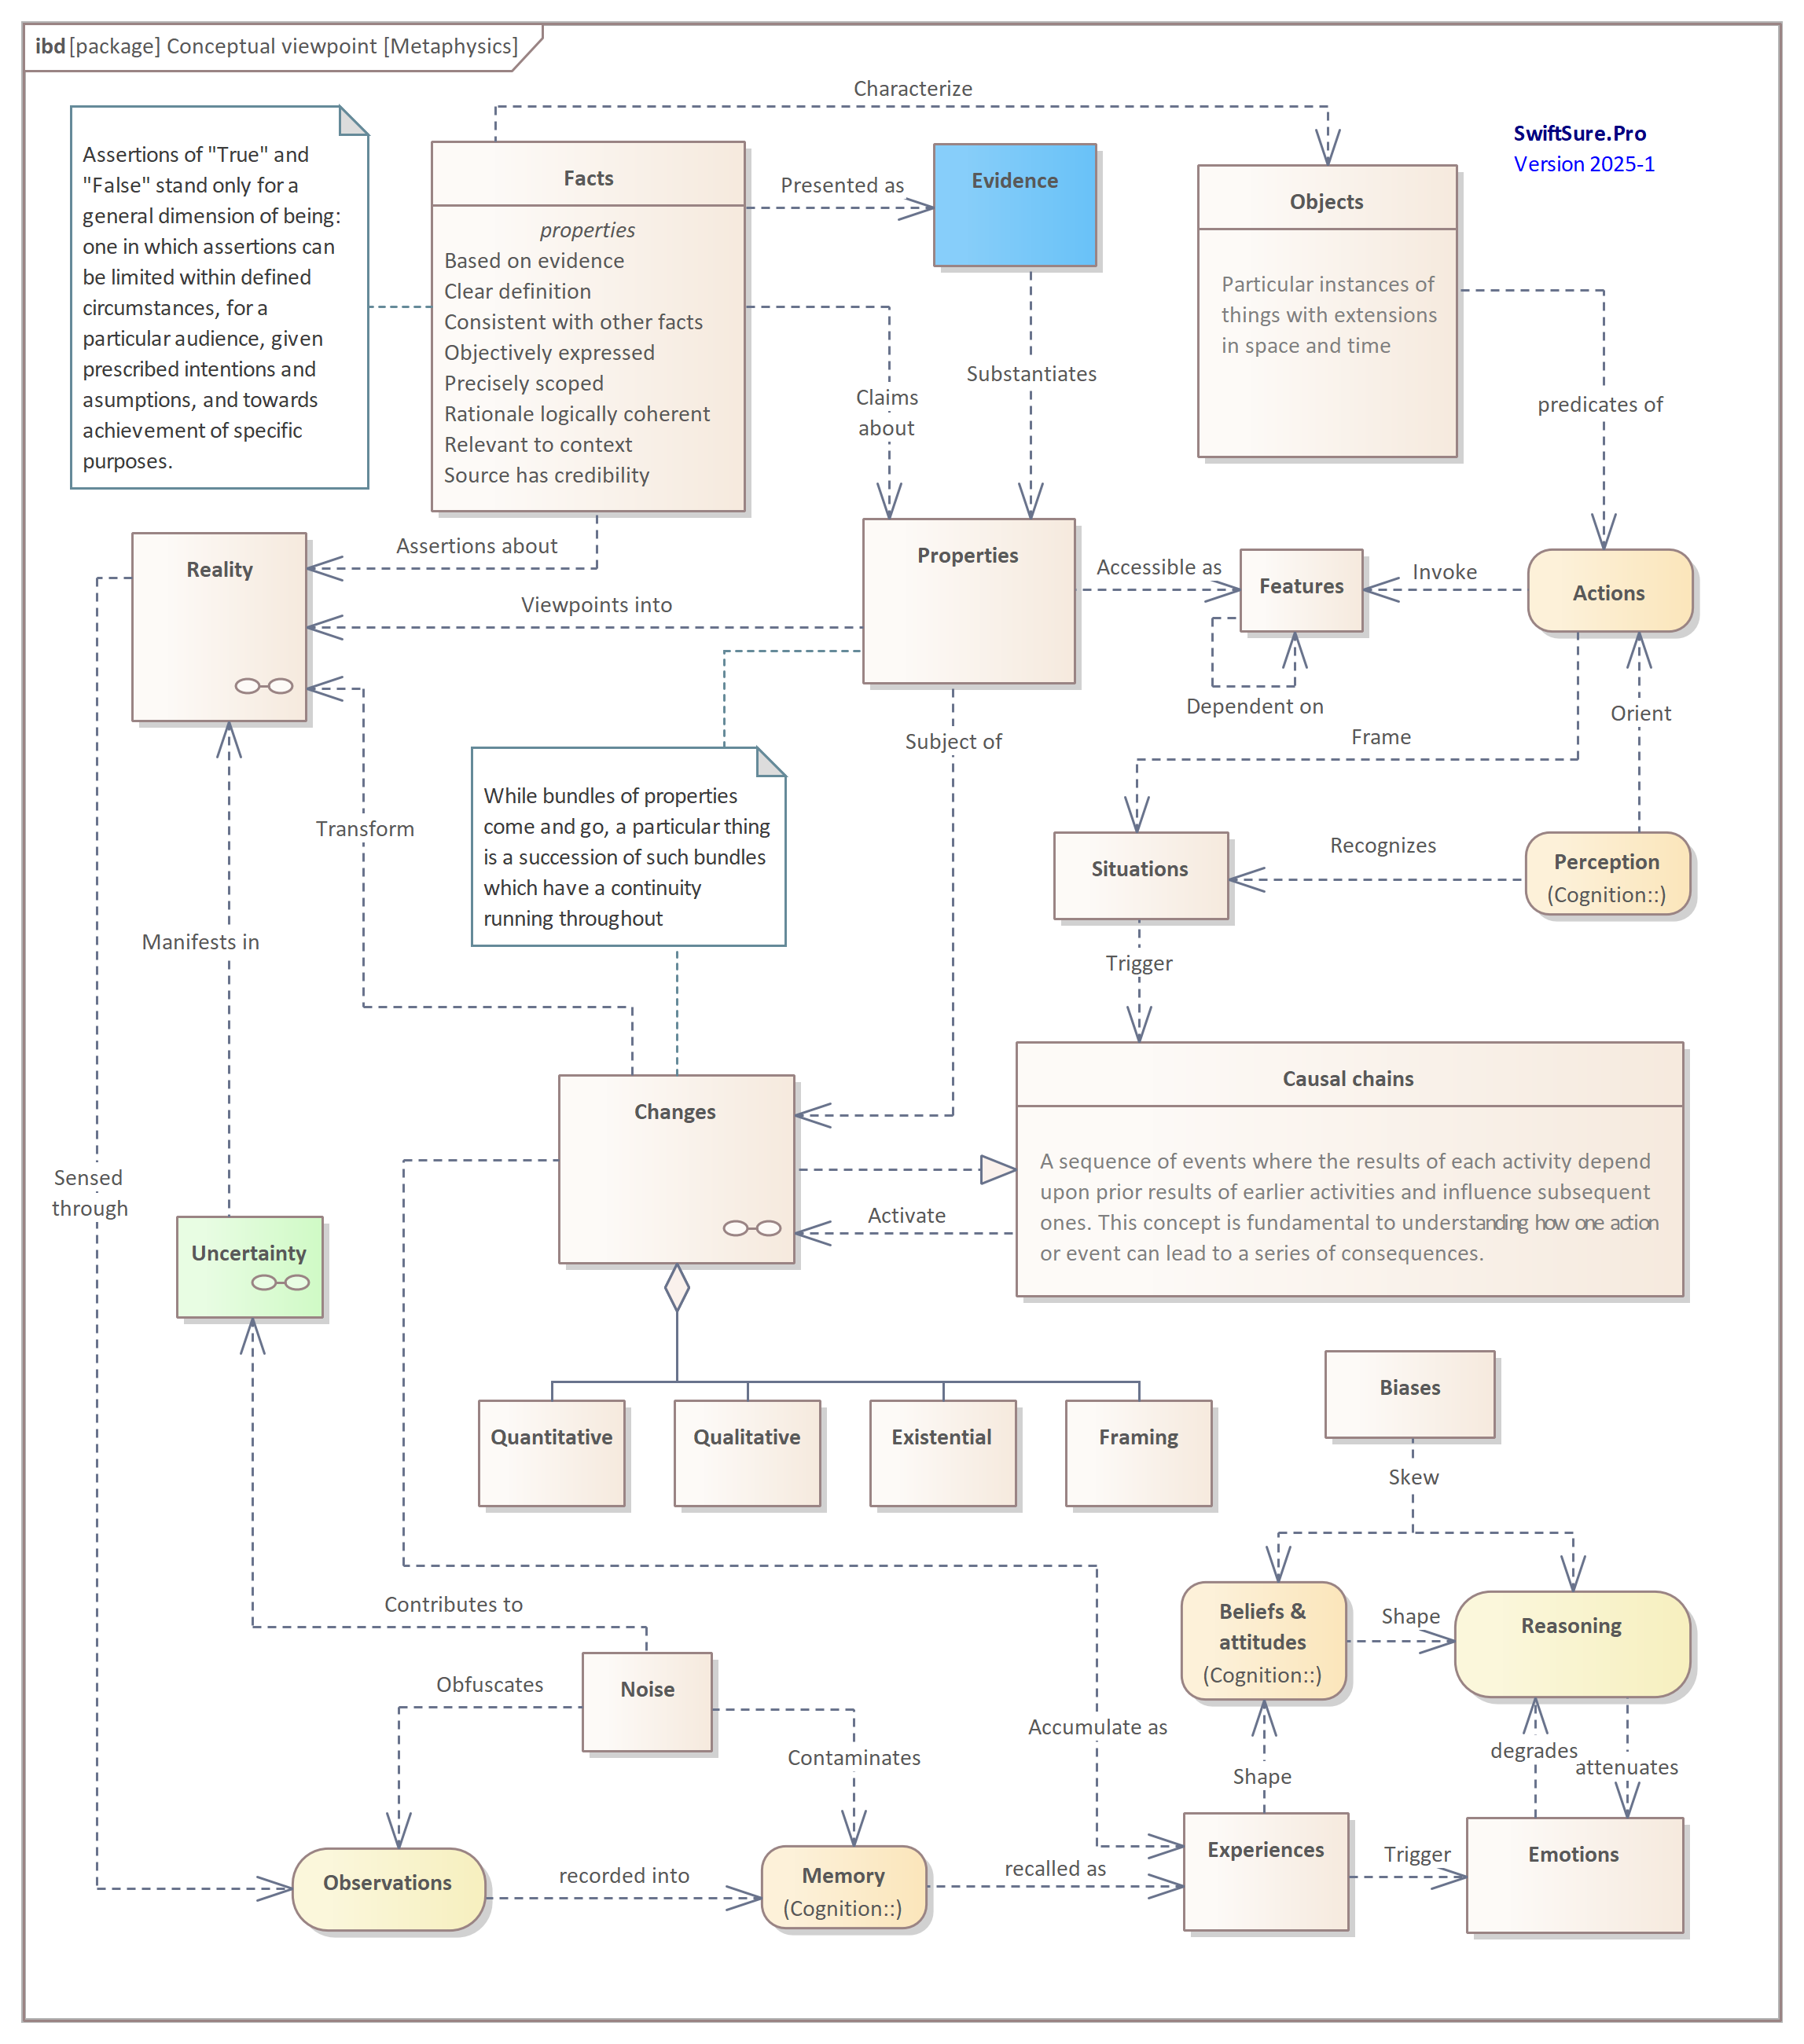 ibd [package] Conceptual viewpoint [Metaphysics]
Characterize
SwiftSure.Pro
Version 2025-1
Assertions of "True" and
"False" stand only for a
general dimension of being:
one in which assertions can
be limited within defined
circumstances, for a
particular audience, given
prescribed intentions and
asumptions, and towards
achievement of specific
purposes.
Facts
properties
Based on evidence
Clear definition
Consistent with other facts
Objectively expressed
Precisely scoped
Rationale logically coherent
Relevant to context
Source has credibility
Presented as
Evidence
Objects
Particular instances of
things with extensions
in space and time
Substantiates
Claims
about
predicates of
Assertions about
Reality
Properties
Accessible as
Features
Invoke
Actions
Viewpoints into
Dependent on
Orient
Subject of
Frame
While bundles of properties
come and go, a particular thing
is a succession of such bundles
which have a continuity
running throughout
Transform
Recognizes
Situations
Perception
(Cognition::)
Manifests in
Trigger
Causal chains
A sequence of events where the results of each activity depend
upon prior results of earlier activities and influence subsequent
ones. This concept is fundamental to understanding how one action
or event can lead to a series of consequences.
Changes
Sensed
through
Activate
Uncertainty
Biases
Quantitative
Qualitative
Existential
Framing
Skew
Contributes to
Beliefs &
attitudes
(Cognition::)
Shape
Reasoning
Obfuscates
Noise
Accumulate as
Contaminates
Shape
degrades
attenuates
Observations
recorded into
Memory
(Cognition::)
recalled as
Experiences
Trigger
Emotions